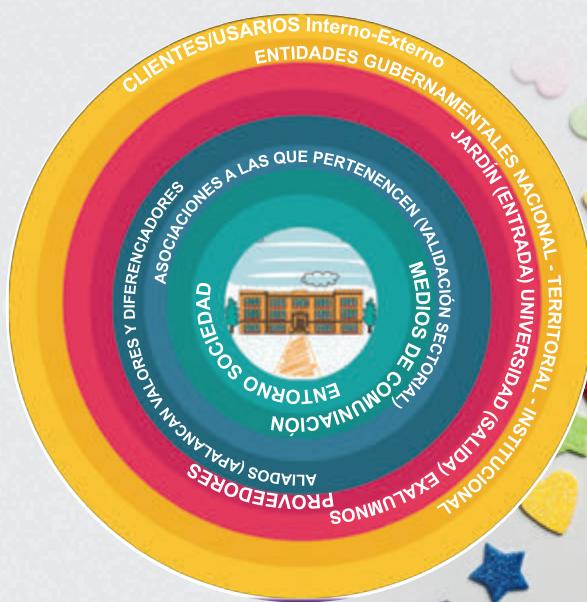 CLIENTES/USARIOS Interno-Externo
ENTIDADES GUBERNAMENTALES NACIONAL - TERRITORIAL - INSTITUCIONAL
JARDÍN (ENTRADA) UNIVERSIDAD (SALIDA) EXALUMNOS
PROVEEDORES
ALIADOS (APALANCAN VALORES Y DIFERENCIADORES
ASOCIACIONES A LAS QUE PERTENENCEN (VALIDACIÓN SECTORIAL)
MEDIOS DE COMUNIACIÓN
ENTORNO SOCIEDAD